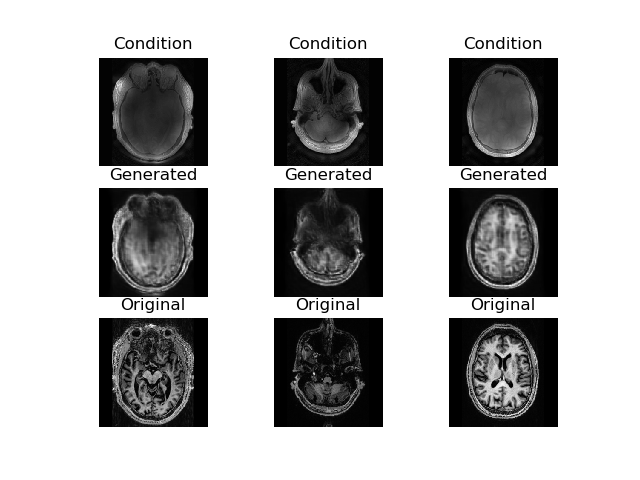 Condition Condition Condition
Generated Generated Generated
Original Original Original